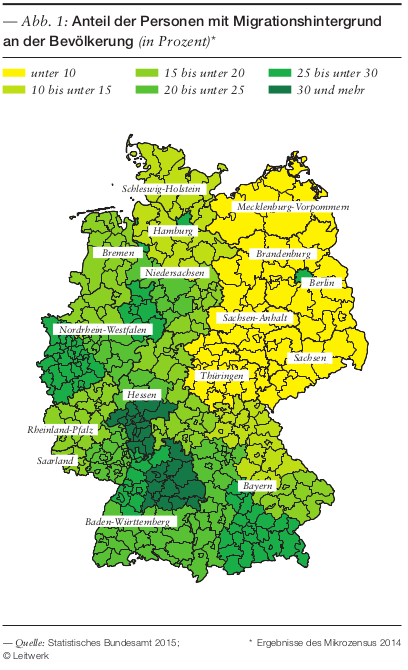 — Abb. 1: Anteil der Personen mit Migrationshintergrund
an der Bevölkerung (in Prozent)*
unter 10
15 bis unter 20
25 bis unter 30
10 bis unter 15
20 bis unter 25
30 und mehr
Schleswig-Holstein
Mecklenburg-Vorpommern
Hamburg
Bremen
Brandenburg
Niedersachsen
Berlin
Sachsen-Anhalt
Nordrhein-Westfalen
Sachsen
Thüringen
Hessen
Rheinland-Pfalz
Saarland
Bayern
Baden-Württemberg
— Quelle: Statistisches Bundesamt 2015;
* Ergebnisse des Mikrozensus 2014
© Leitwerk